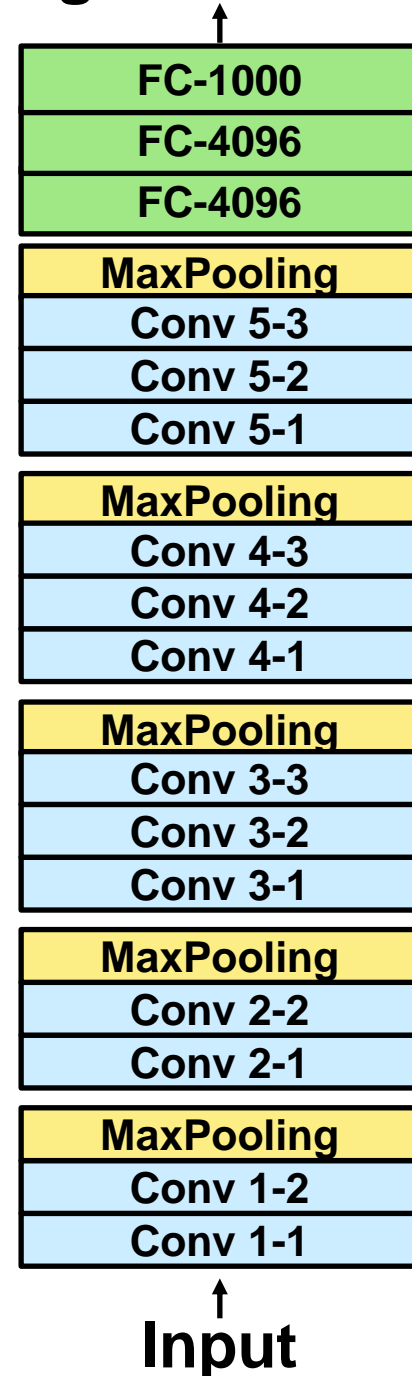 FC-1000
FC-4096
FC-4096
MaxPooling
Conv 5-3
Conv 5-2
Conv 5-1
MaxPooling
Conv 4-3
Conv 4-2
Conv 4-1
MaxPooling
Conv 3-3
Conv 3-2
Conv 3-1
MaxPooling
Conv 2-2
Conv 2-1
MaxPooling
Conv 1-2
Conv 1-1
Input